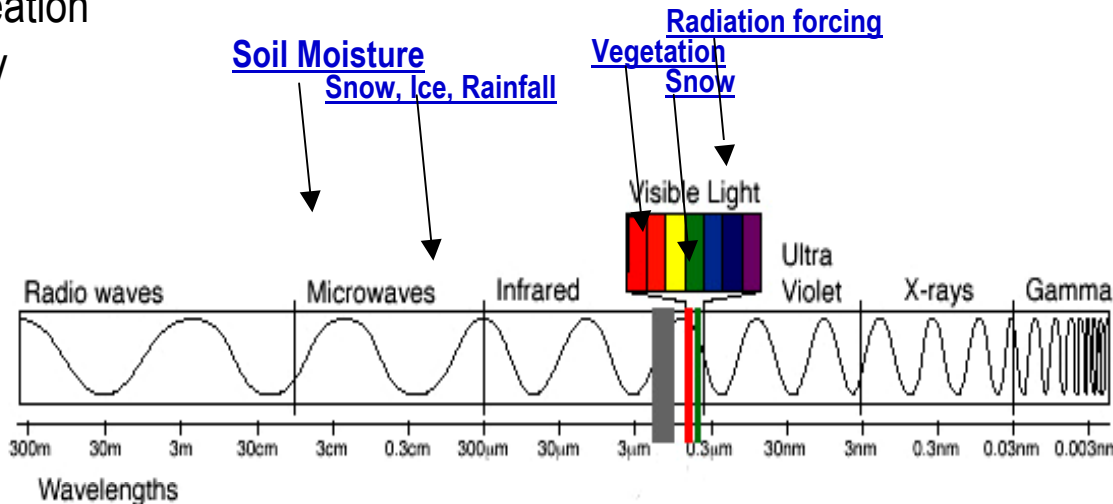 Radiation forcing
Soil Moisture
Vegetation
Snow, Ice, Rainfall
Snow
Visible Light
Radio waves
Microwaves
Infrared
Ultra
Violet
X-rays
Gamma
300m 30m 3m 30cm 3cm 0.3cm 300µm 30µm 3µm 0.3µm 30nm 3nm 0.3nm 0.03nm 0.003nm
Wavelengths